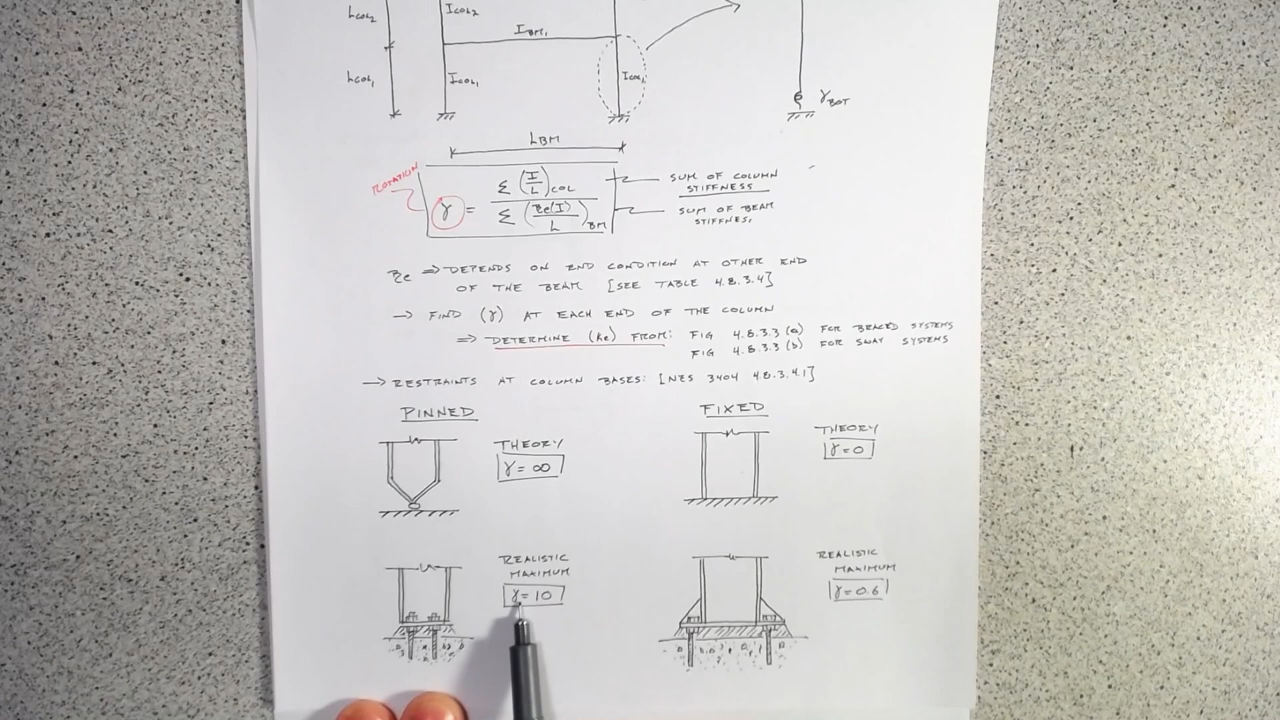 LCOL2
ICOL2
IBM1
LCOL1
ICOL1
ICOL1
γBOT
LBM
ROTATION
γ = Σ (I/L)COL / Σ (βe(I)/L)BM
SUM OF COLUMN
STIFFNESS
SUM OF BEAM
STIFFNESS
βe ⇒ DEPENDS ON END CONDITION AT OTHER END
OF THE BEAM [SEE TABLE 4.8.3.4]
→ FIND (γ) AT EACH END OF THE COLUMN
⇒ DETERMINE (ke) FROM: FIG 4.8.3.3 (a) FOR BRACED SYSTEMS
FIG 4.8.3.3 (b) FOR SWAY SYSTEMS
→ RESTRAINTS AT COLUMN BASES: [NZS 3404 4.8.3.4.1]
PINNED
FIXED
THEORY
γ = ∞
THEORY
γ = 0
REALISTIC
MAXIMUM
γ = 10
REALISTIC
MAXIMUM
γ = 0.6